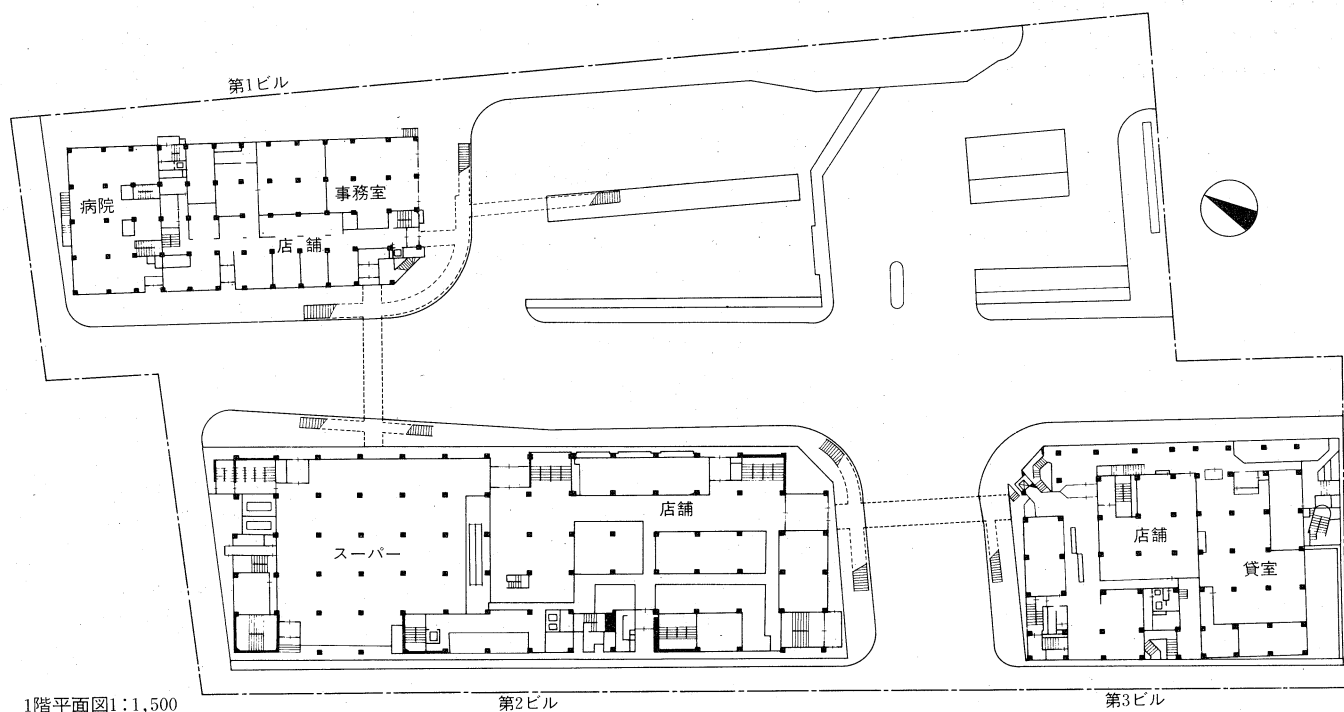 第1ビル
病院
事務室
店舗
店舗
スーパー
店舗
貸室
1階平面図1:1,500
第2ビル
第3ビル